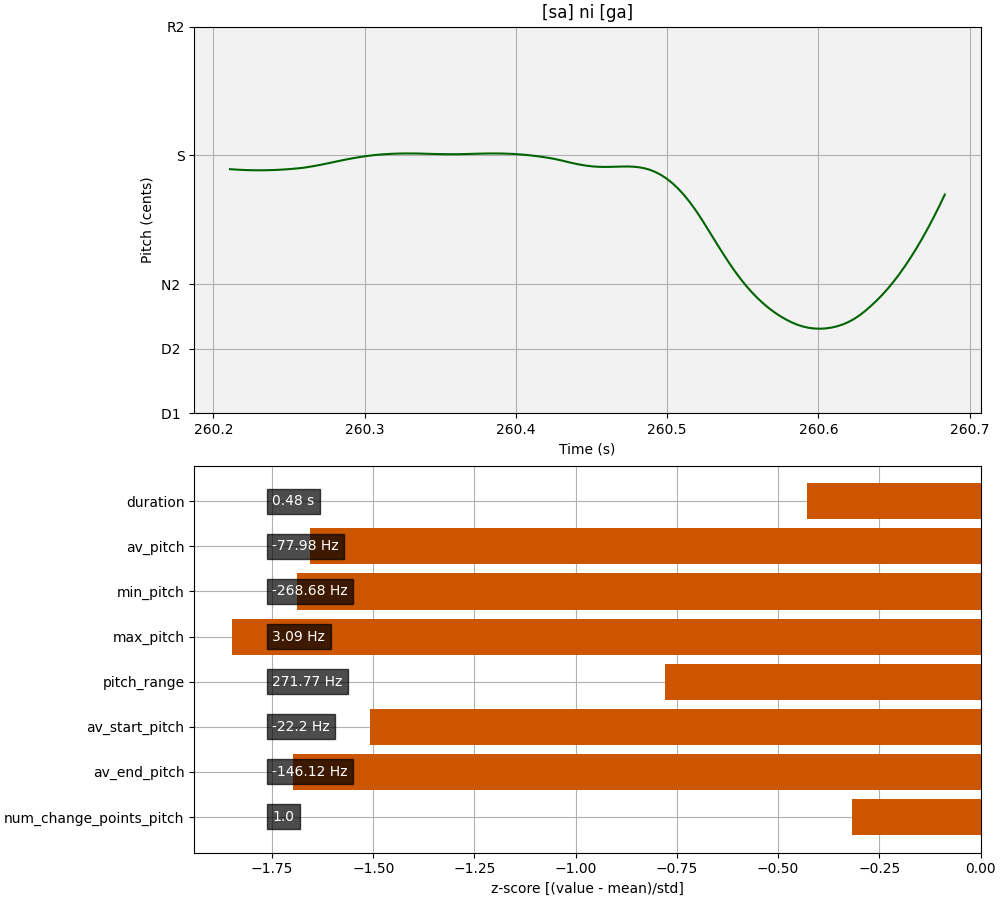 [sa] ni [ga]
R2
S
N2
D2
D1
Pitch (cents)
260.2 260.3 260.4 260.5 260.6 260.7
Time (s)
duration 0.48 s
av_pitch -77.98 Hz
min_pitch -268.68 Hz
max_pitch 3.09 Hz
pitch_range 271.77 Hz
av_start_pitch -22.2 Hz
av_end_pitch -146.12 Hz
num_change_points_pitch 1.0
−1.75 −1.50 −1.25 −1.00 −0.75 −0.50 −0.25 0.00
z-score [(value - mean)/std]